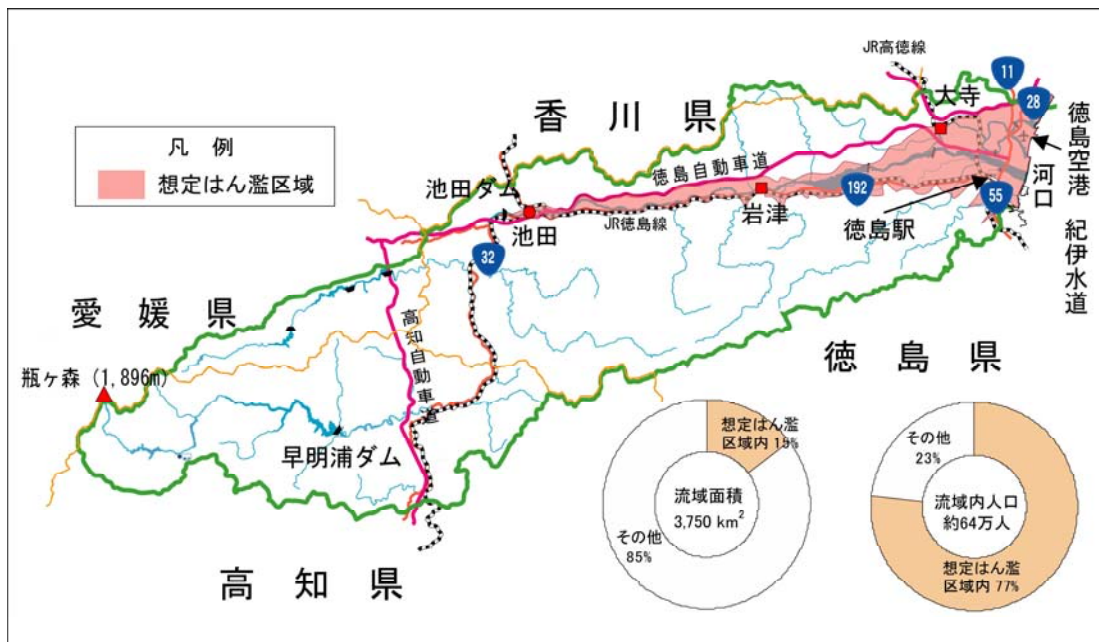 JR高徳線
11
28
大寺
香川県
徳島空港
河口
紀伊水道
凡例
想定はん濫区域
徳島自動車道
池田ダム
192
岩津
55
池田
JR徳島線
徳島駅
32
愛媛県
高知自動車道
徳島県
瓶ヶ森 (1,896m)
早明浦ダム
想定はん濫
区域内
流域面積
3,750 km²
その他
85%
その他
23%
流域内人口
約64万人
想定はん濫
区域内 77%
高知県